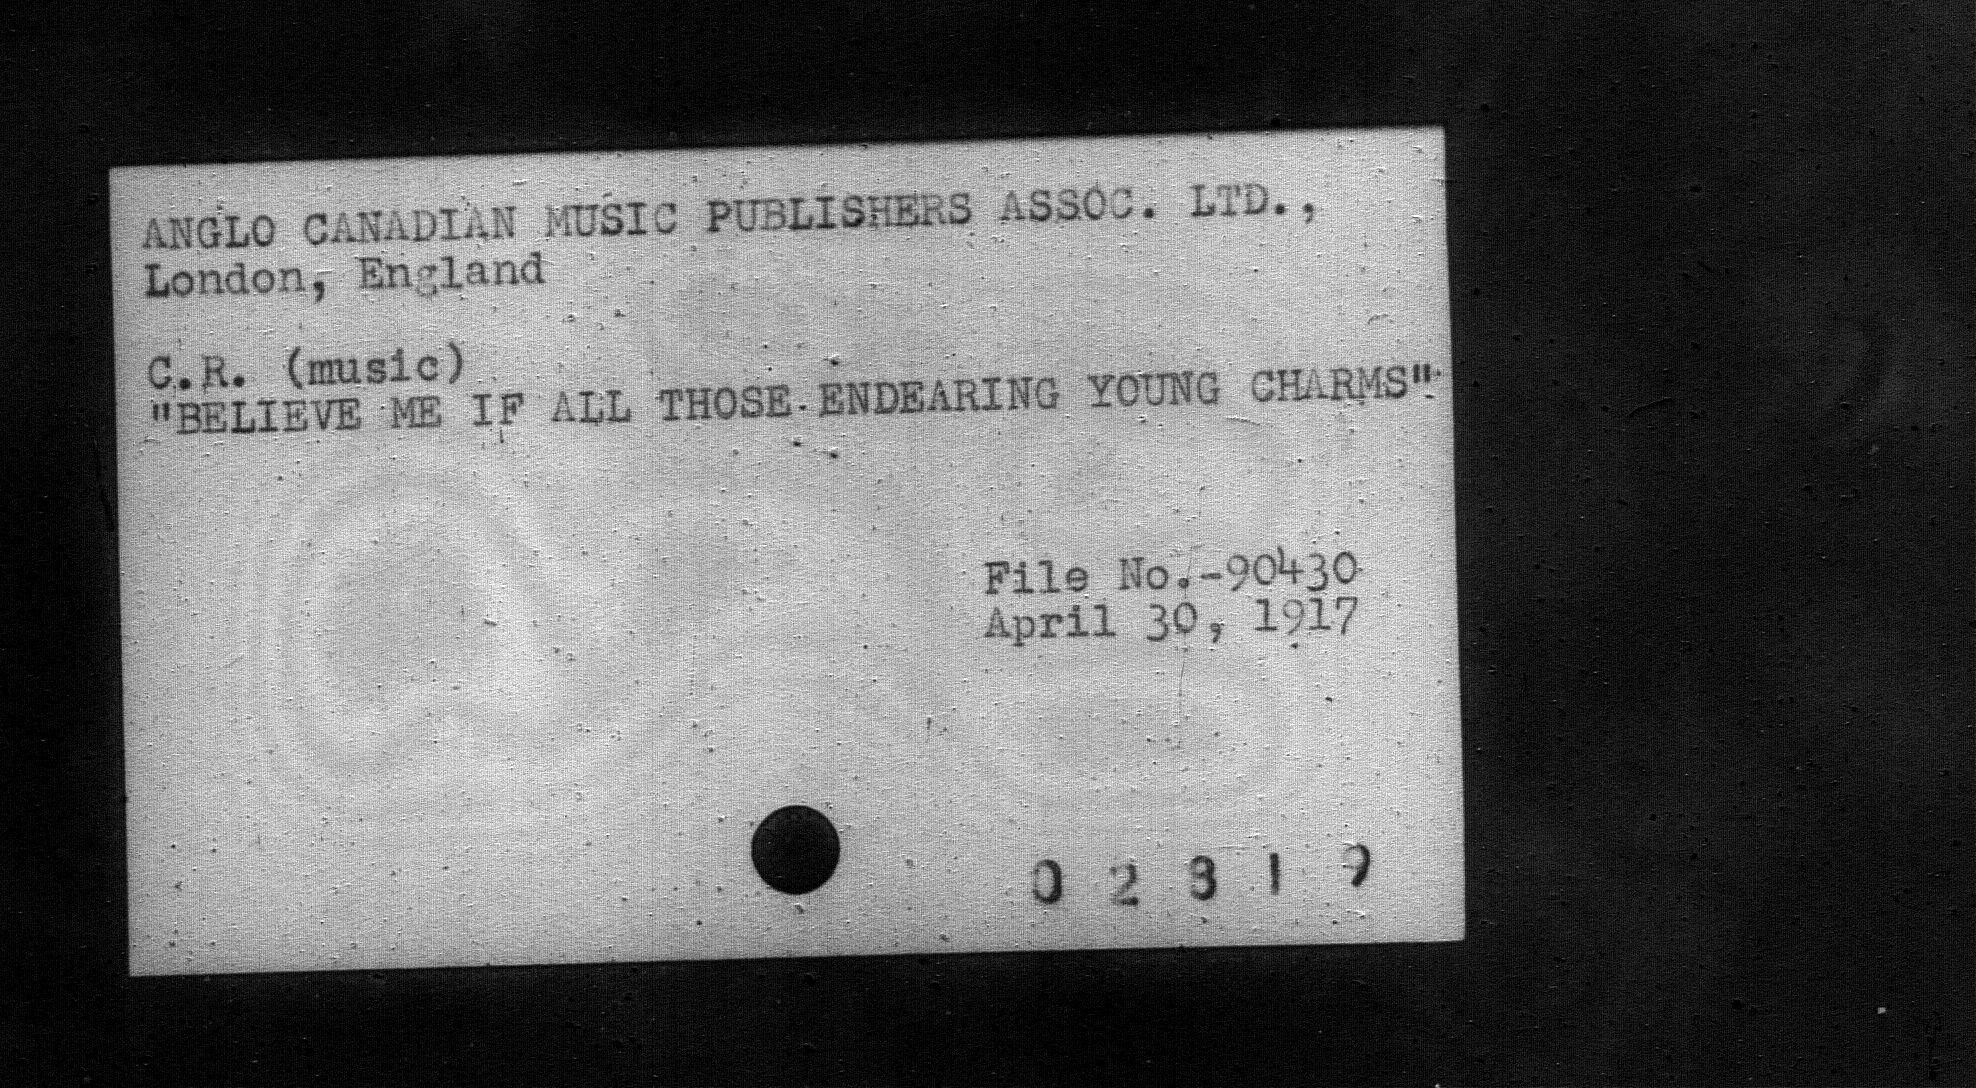 ANGLO CANADIAN MUSIC PUBLISHERS ASSOC. LTD.,
London, England
C.R. (music)
"BELIEVE ME IF ALL THOSE ENDEARING YOUNG CHARMS"
File No.-90430
April 30, 1917
0 2 3 1 9